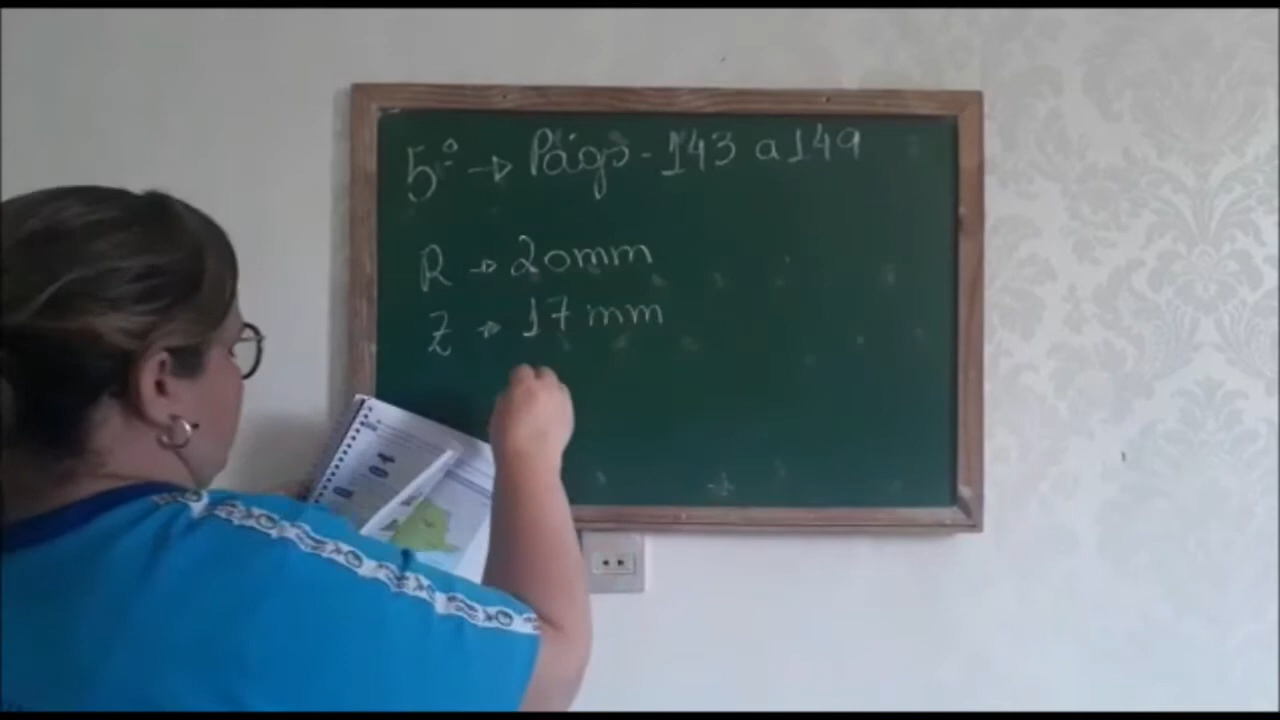 5º → Págs - 143 a 149
R → 20mm
Z → 17 mm